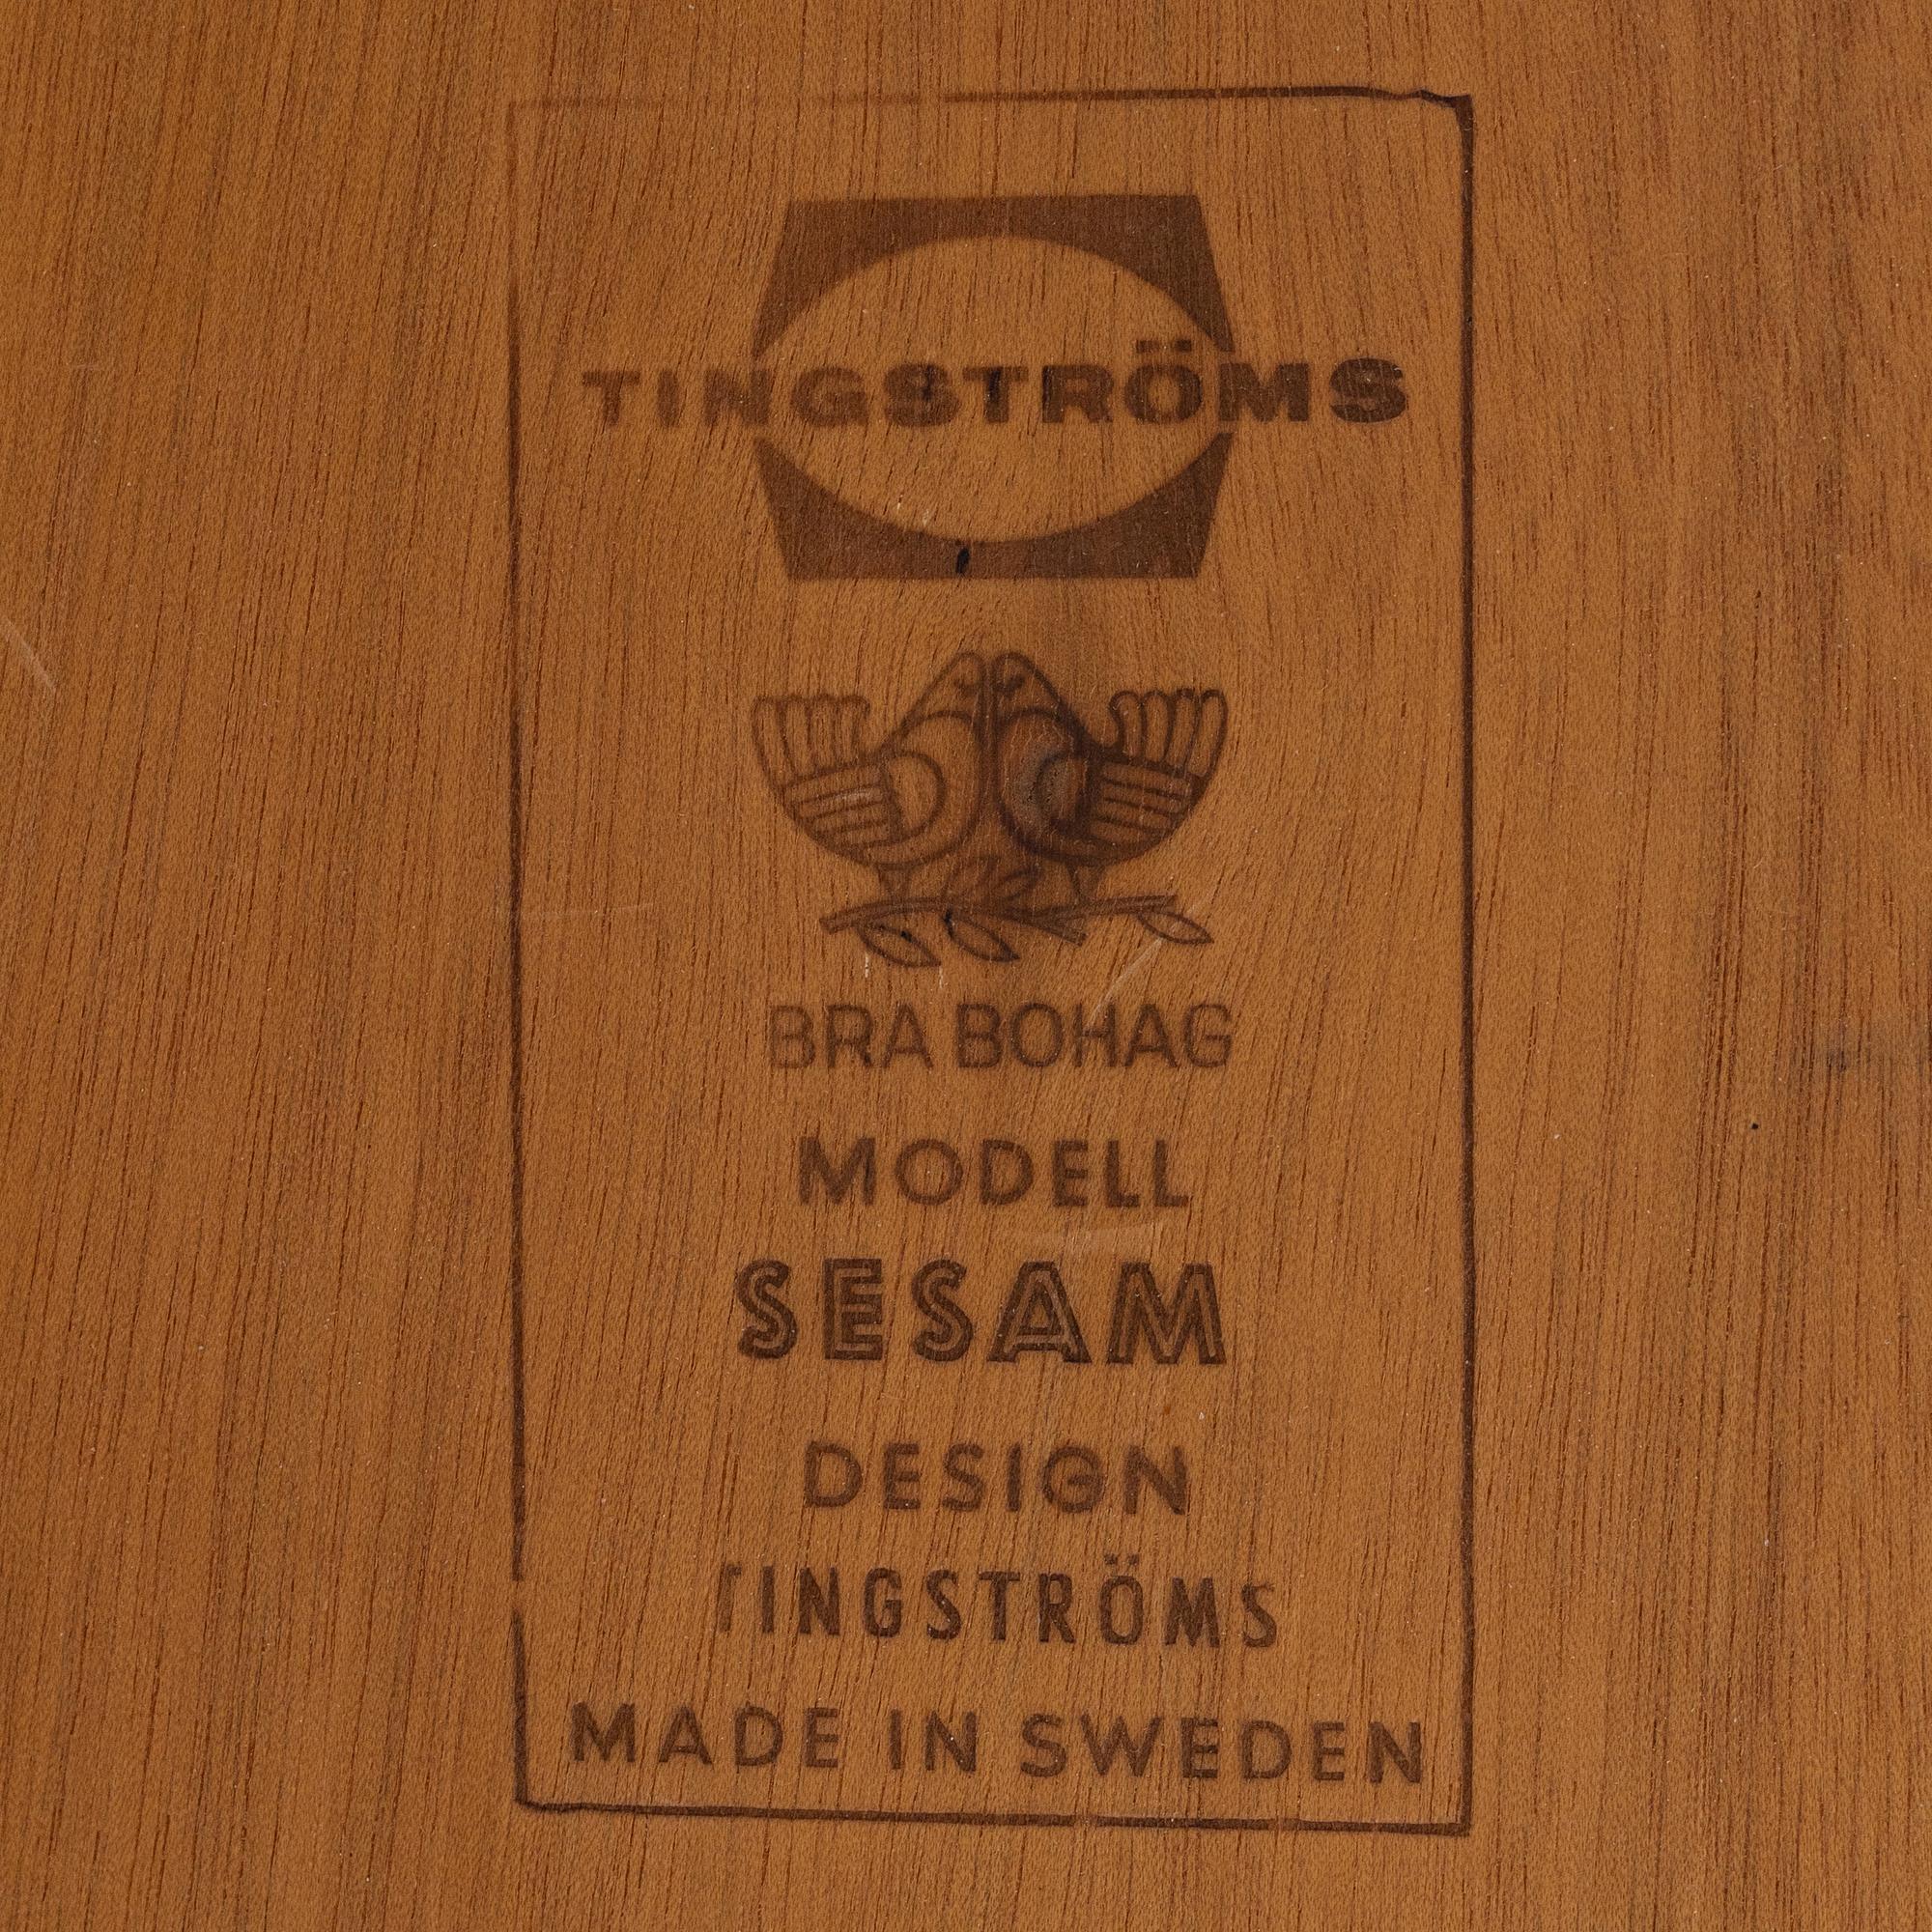 TINGSTRÖMS
BRA BOHAG
MODELL
SESAM
DESIGN
TINGSTRÖMS
MADE IN SWEDEN